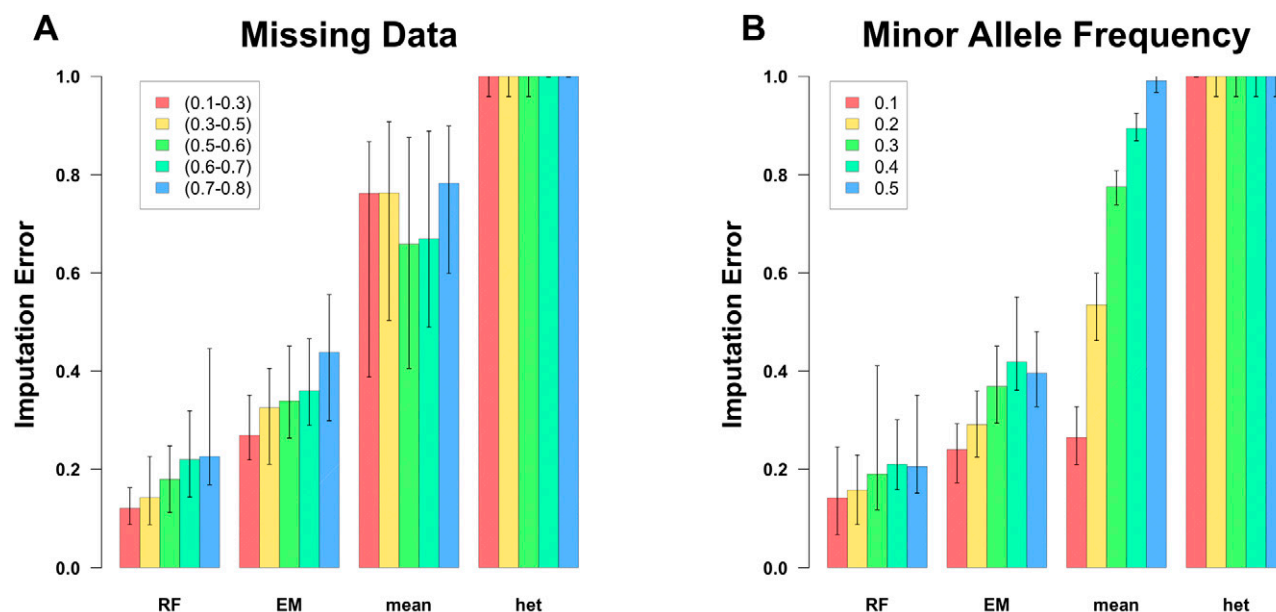 A
Missing Data
Imputation Error
1.0
0.8
0.6
0.4
0.2
0.0
(0.1-0.3)
(0.3-0.5)
(0.5-0.6)
(0.6-0.7)
(0.7-0.8)
RF EM mean het
B
Minor Allele Frequency
Imputation Error
1.0
0.8
0.6
0.4
0.2
0.0
0.1
0.2
0.3
0.4
0.5
RF EM mean het